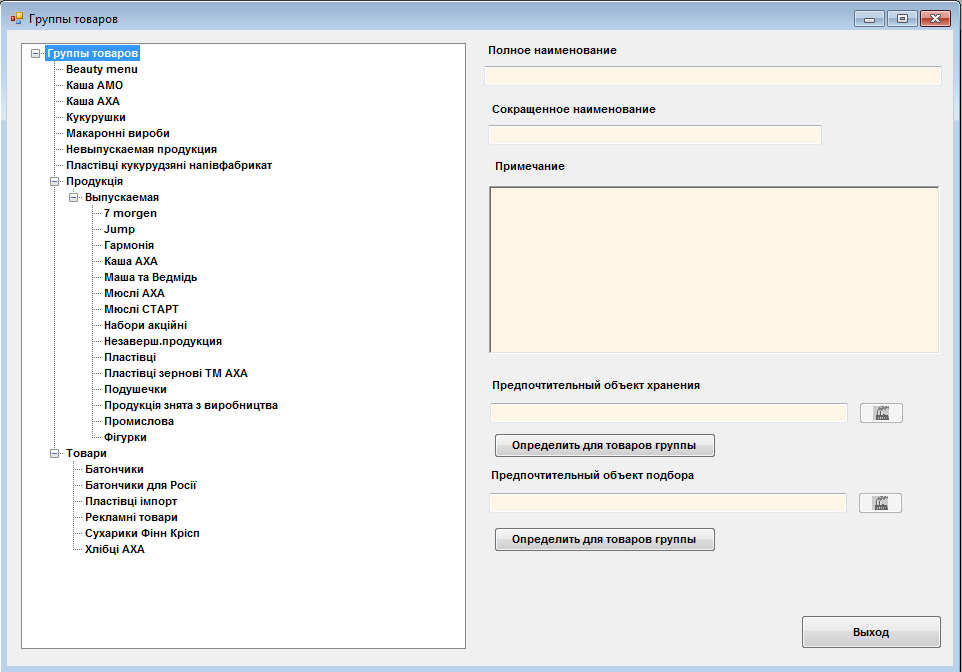 Группы товаров
Группы товаров
Beauty menu
Каша АМО
Каша АХА
Кукурушки
Макаронні вироби
Невыпускаемая продукция
Пластівці кукурудзяні напівфабрикат
Продукція
Выпускаемая
7 morgen
Jump
Гармонія
Каша АХА
Маша та Ведмідь
Мюслі АХА
Мюслі СТАРТ
Набори акційні
Незаверш.продукция
Пластівці
Пластівці зернові ТМ АХА
Подушечки
Продукція знята з виробництва
Промислова
Фігурки
Товари
Батончики
Батончики для Росії
Пластівці імпорт
Рекламні товари
Сухарики Фінн Крісп
Хлібці АХА
Полное наименование
Сокращенное наименование
Примечание
Предпочтительный объект хранения
Определить для товаров группы
Предпочтительный объект подбора
Определить для товаров группы
Выход